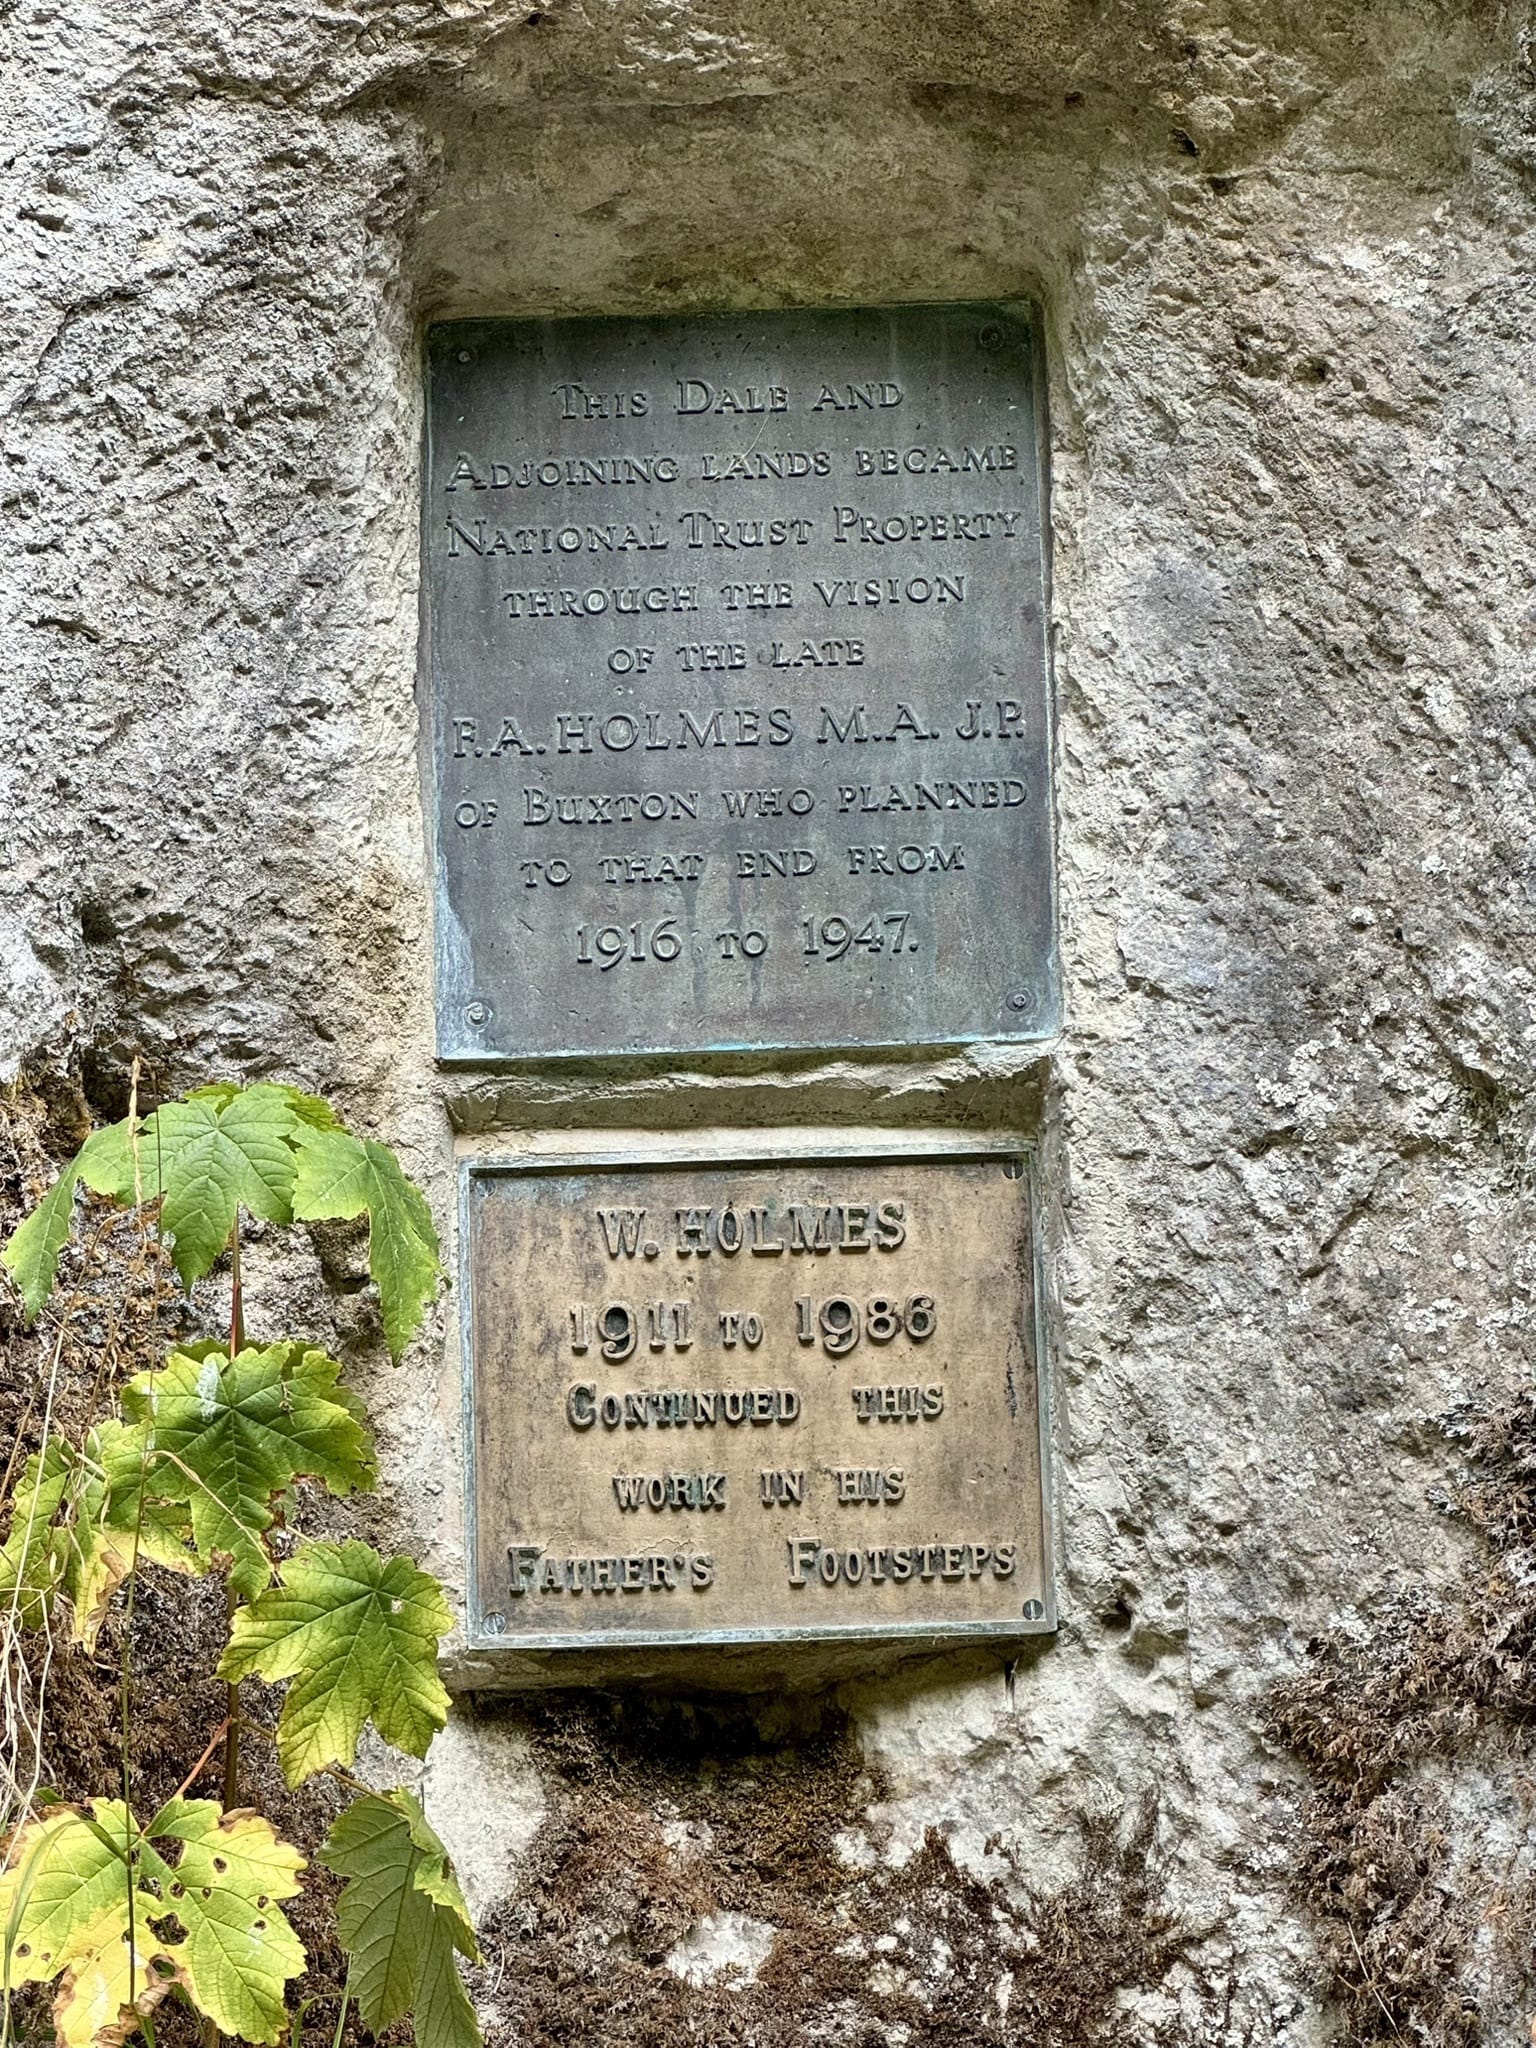 THIS DALE AND
ADJOINING LANDS BECAME
NATIONAL TRUST PROPERTY
THROUGH THE VISION
OF THE LATE
F.A. HOLMES M.A. J.P.
OF BUXTON WHO PLANNED
TO THAT END FROM
1916 TO 1947.
W. HOLMES
1911 TO 1986
CONTINUED THIS
WORK IN HIS
FATHER'S FOOTSTEPS